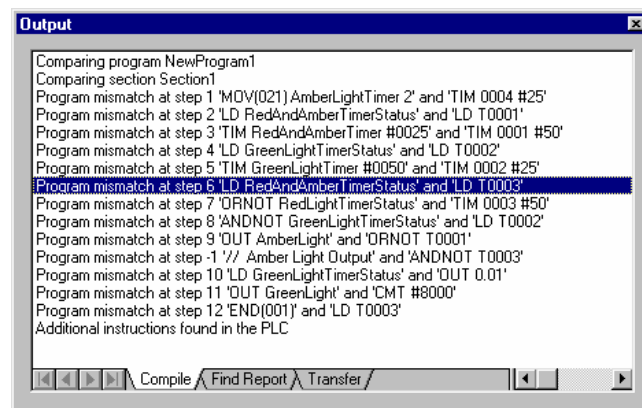 Output
Comparing program NewProgram1
Comparing section Section1
Program mismatch at step 1 'MOV(021) AmberLightTimer 2' and 'TIM 0004 #25'
Program mismatch at step 2 'LD RedAndAmberTimerStatus' and 'LD T0001'
Program mismatch at step 3 'TIM RedAndAmberTimer #0025' and 'TIM 0001 #50'
Program mismatch at step 4 'LD GreenLightTimerStatus' and 'LD T0002'
Program mismatch at step 5 'TIM GreenLightTimer #0050' and 'TIM 0002 #25'
Program mismatch at step 6 'LD RedAndAmberTimerStatus' and 'LD T0003'
Program mismatch at step 7 'ORNOT RedLightTimerStatus' and 'TIM 0003 #50'
Program mismatch at step 8 'ANDNOT GreenLightTimerStatus' and 'LD T0002'
Program mismatch at step 9 'OUT AmberLight' and 'ORNOT T0001'
Program mismatch at step -1 '// Amber Light Output' and 'ANDNOT T0003'
Program mismatch at step 10 'LD GreenLightTimerStatus' and 'OUT 0.01'
Program mismatch at step 11 'OUT GreenLight' and 'CMT #8000'
Program mismatch at step 12 'END(001)' and 'LD T0003'
Additional instructions found in the PLC
Compile Find Report Transfer